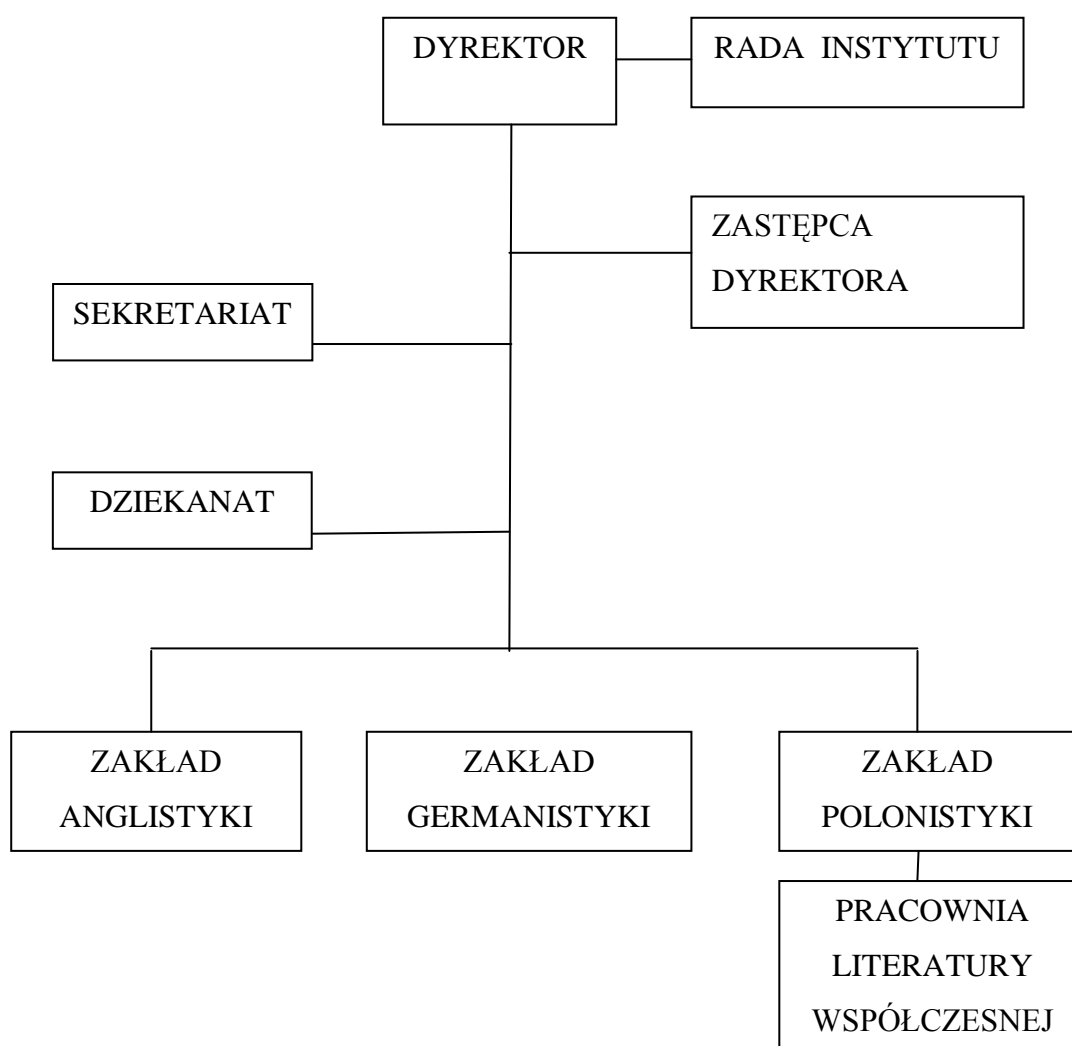 DYREKTOR
RADA INSTYTUTU
ZASTĘPCA
DYREKTORA
SEKRETARIAT
DZIEKANAT
ZAKŁAD
ANGLISTYKI
ZAKŁAD
GERMANISTYKI
ZAKŁAD
POLONISTYKI
PRACOWNIA
LITERATURY
WSPÓŁCZESNEJ